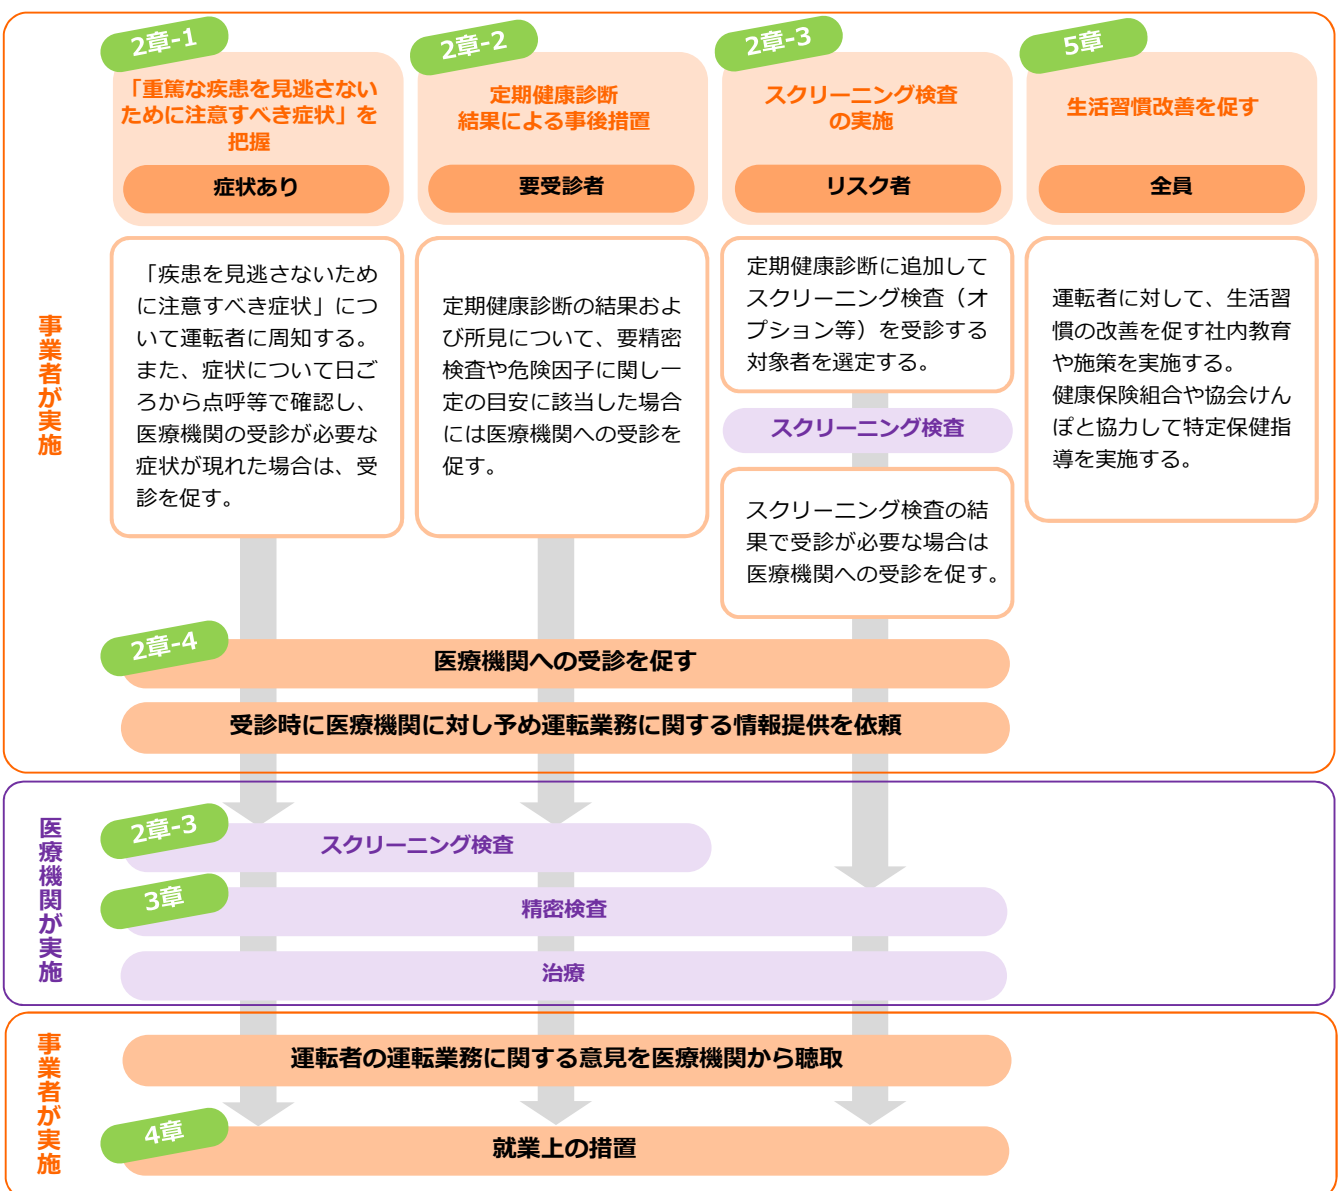 2章-1
「重篤な疾患を見逃さない
ために注意すべき症状」を
把握
症状あり
「疾患を見逃さないため
に注意すべき症状」につ
いて運転者に周知する。
また、症状について日ご
ろから点呼等で確認し、
医療機関の受診が必要な
症状が現れた場合は、受
診を促す。
2章-2
定期健康診断
結果による事後措置
要受診者
定期健康診断の結果およ
び所見について、要精密
検査や危険因子に関し一
定の目安に該当した場合
には医療機関への受診を
促す。
2章-3
スクリーニング検査
の実施
リスク者
定期健康診断に追加して
スクリーニング検査（オ
プション等）を受診する
対象者を選定する。
スクリーニング検査
スクリーニング検査の結
果で受診が必要な場合は
医療機関への受診を促す。
5章
生活習慣改善を促す
全員
運転者に対して、生活習
慣の改善を促す社内教育
や施策を実施する。
健康保険組合や協会けん
ぽと協力して特定保健指
導を実施する。
事業者が実施
2章-4
医療機関への受診を促す
受診時に医療機関に対し予め運転業務に関する情報提供を依頼
医療機関が実施
2章-3
スクリーニング検査
3章
精密検査
治療
事業者が実施
運転者の運転業務に関する意見を医療機関から聴取
4章
就業上の措置